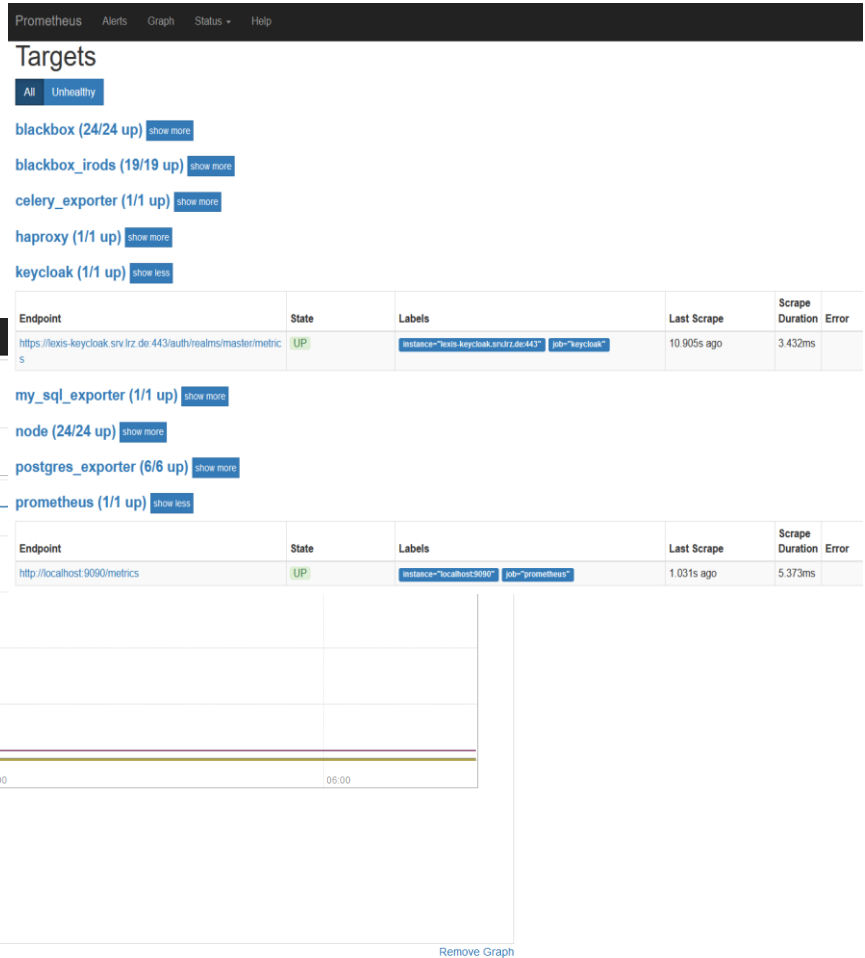 Prometheus Alerts Graph Status Help
Targets
All Unhealthy
blackbox (24/24 up) show more
blackbox_irods (19/19 up) show more
celery_exporter (1/1 up) show more
haproxy (1/1 up) show more
keycloak (1/1 up) show less
Endpoint State Labels Last Scrape Scrape Duration Error
https://lexis-keycloak.srv.lrz.de:443/auth/realms/master/metric
s UP instance="lexis-keycloak.srv.lrz.de:443" job="keycloak" 10.905s ago 3.432ms
my_sql_exporter (1/1 up) show more
node (24/24 up) show more
postgres_exporter (6/6 up) show more
prometheus (1/1 up) show less
Endpoint State Labels Last Scrape Scrape Duration Error
http://localhost:9090/metrics UP instance="localhost:9090" job="prometheus" 1.031s ago 5.373ms
06:00
Remove Graph